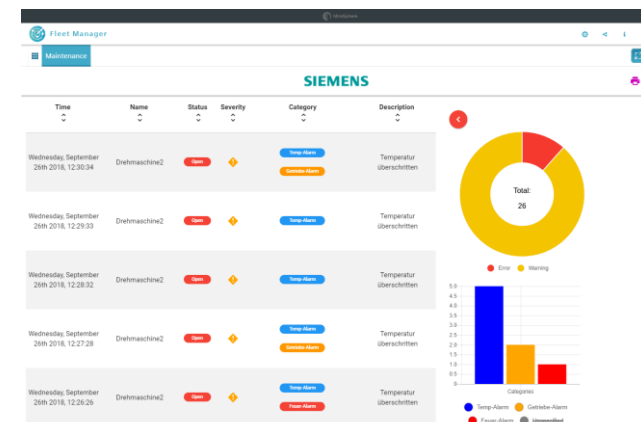 MindSphere
Fleet Manager
Maintenance
SIEMENS
Time Name Status Severity Category Description
Wednesday, September
26th 2018, 12:30:34
Drehmaschine2
Open
Temp-Alarm
Getriebe-Alarm
Temperatur
überschritten
Wednesday, September
26th 2018, 12:29:33
Drehmaschine2
Open
Temp-Alarm
Temperatur
überschritten
Wednesday, September
26th 2018, 12:28:32
Drehmaschine2
Open
Temp-Alarm
Temperatur
überschritten
Wednesday, September
26th 2018, 12:27:28
Drehmaschine2
Open
Temp-Alarm
Getriebe-Alarm
Temperatur
überschritten
Wednesday, September
26th 2018, 12:26:26
Drehmaschine2
Open
Temp-Alarm
Feuer-Alarm
Temperatur
überschritten
Total:
26
Error Warning
5.0
4.5
4.0
3.5
3.0
2.5
2.0
1.5
1.0
0.5
0
Categories
Temp-Alarm Getriebe-Alarm
Feuer-Alarm Unspecified